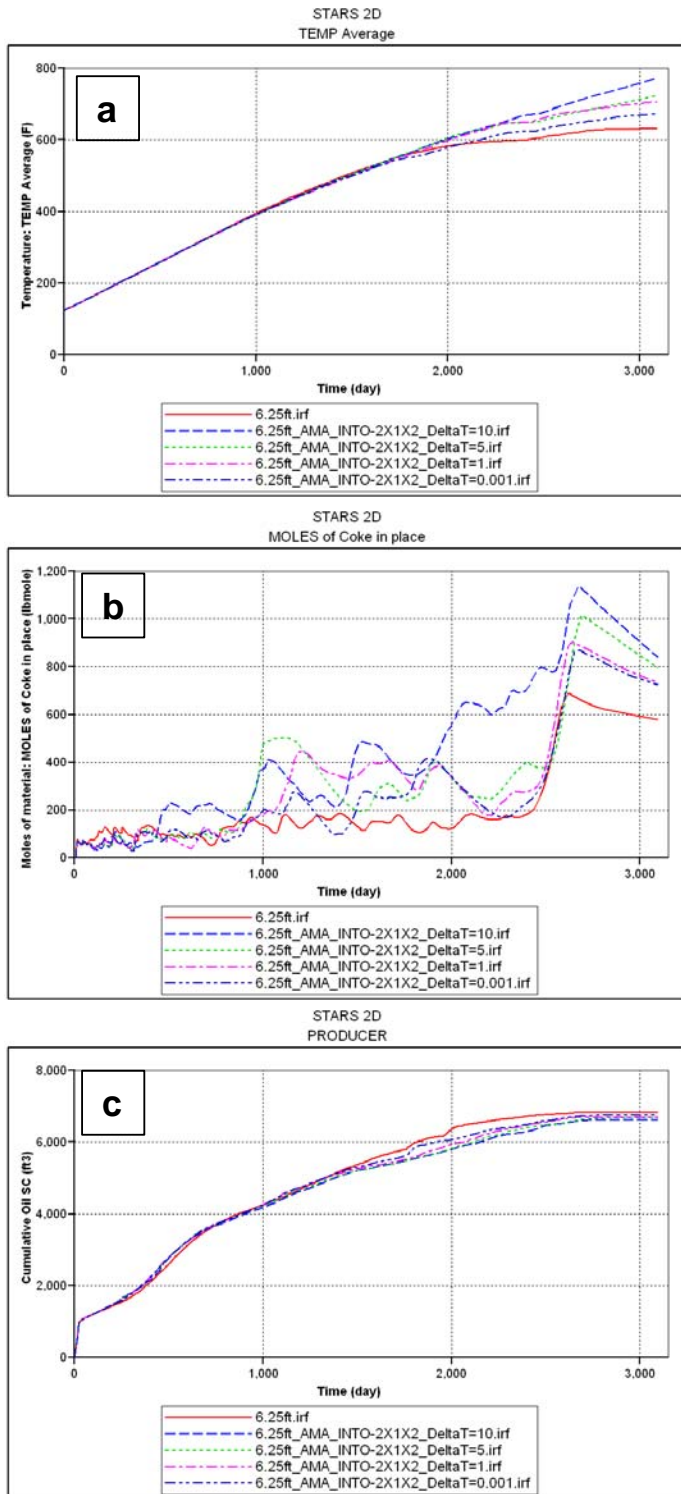 STARS 2D
TEMP Average
a
800
600
400
200
0
Temperature: TEMP Average (F)
0 1,000 2,000 3,000
Time (day)
6.25ft.irf
6.25ft_AMA_INTO-2X1X2_DeltaT=10.irf
6.25ft_AMA_INTO-2X1X2_DeltaT=5.irf
6.25ft_AMA_INTO-2X1X2_DeltaT=1.irf
6.25ft_AMA_INTO-2X1X2_DeltaT=0.001.irf
STARS 2D
MOLES of Coke in place
b
1,200
1,000
800
600
400
200
0
Moles of material: MOLES of Coke in place (lbmole)
0 1,000 2,000 3,000
Time (day)
6.25ft.irf
6.25ft_AMA_INTO-2X1X2_DeltaT=10.irf
6.25ft_AMA_INTO-2X1X2_DeltaT=5.irf
6.25ft_AMA_INTO-2X1X2_DeltaT=1.irf
6.25ft_AMA_INTO-2X1X2_DeltaT=0.001.irf
STARS 2D
PRODUCER
c
8,000
6,000
4,000
2,000
0
Cumulative Oil SC (ft3)
0 1,000 2,000 3,000
Time (day)
6.25ft.irf
6.25ft_AMA_INTO-2X1X2_DeltaT=10.irf
6.25ft_AMA_INTO-2X1X2_DeltaT=5.irf
6.25ft_AMA_INTO-2X1X2_DeltaT=1.irf
6.25ft_AMA_INTO-2X1X2_DeltaT=0.001.irf